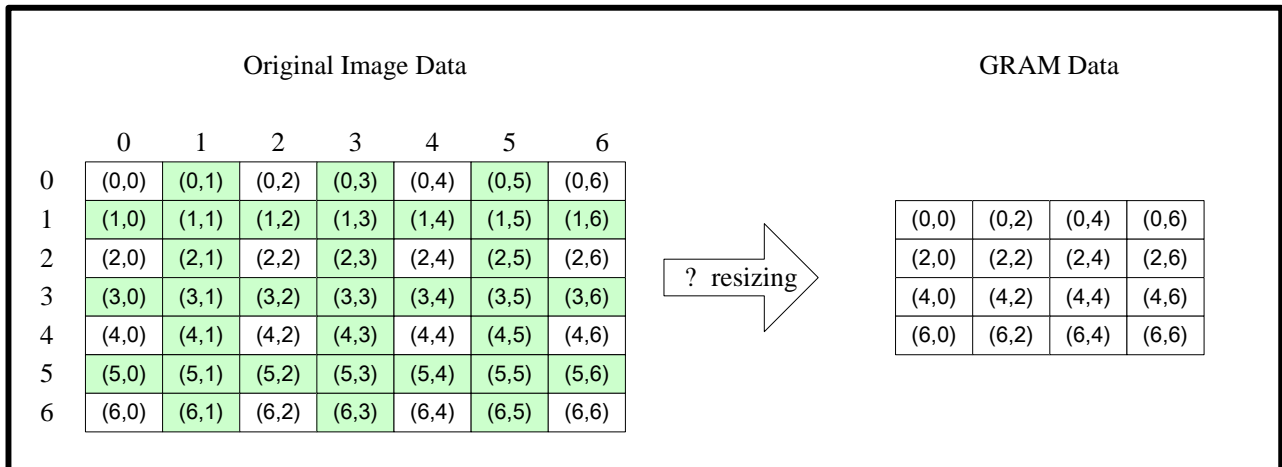 Original Image Data
GRAM Data
0 1 2 3 4 5 6
0 (0,0) (0,1) (0,2) (0,3) (0,4) (0,5) (0,6)
1 (1,0) (1,1) (1,2) (1,3) (1,4) (1,5) (1,6)
2 (2,0) (2,1) (2,2) (2,3) (2,4) (2,5) (2,6)
3 (3,0) (3,1) (3,2) (3,3) (3,4) (3,5) (3,6)
4 (4,0) (4,1) (4,2) (4,3) (4,4) (4,5) (4,6)
5 (5,0) (5,1) (5,2) (5,3) (5,4) (5,5) (5,6)
6 (6,0) (6,1) (6,2) (6,3) (6,4) (6,5) (6,6)
? resizing
(0,0) (0,2) (0,4) (0,6)
(2,0) (2,2) (2,4) (2,6)
(4,0) (4,2) (4,4) (4,6)
(6,0) (6,2) (6,4) (6,6)